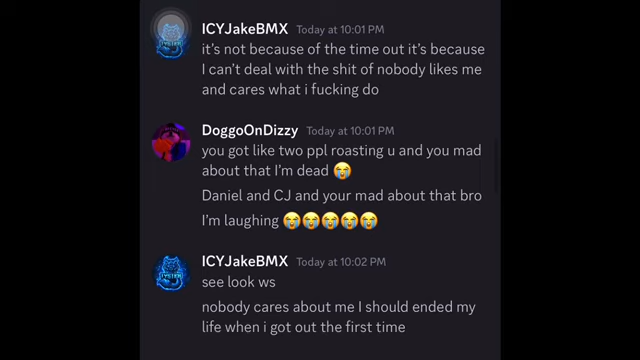 ICYJakeBMX Today at 10:01 PM
it's not because of the time out it's because
I can't deal with the shit of nobody likes me
and cares what i fucking do
DoggoOnDizzy Today at 10:01 PM
you got like two ppl roasting u and you mad
about that I'm dead 😭
Daniel and CJ and your mad about that bro
I'm laughing 😭😭😭😭😭
ICYJakeBMX Today at 10:02 PM
see look ws
nobody cares about me I should ended my
life when i got out the first time